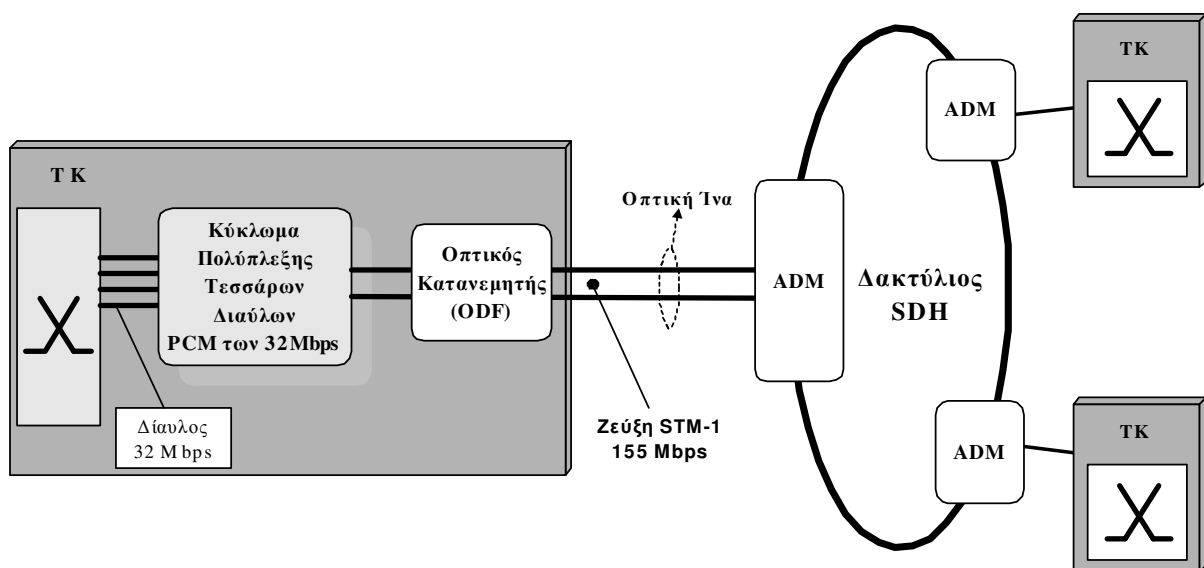 Τ Κ
Κύκλωμα
Πολύπλεξης
Τεσσάρων
Διαύλων
PCM των 32Mbps
Οπτικός
Κατανεμητής
(ODF)
Δίαυλος
32 Mbps
Οπτική Ίνα
Ζεύξη STM-1
155 Mbps
ADM
Δακτύλιος
SDH
ADM
ΤΚ
ADM
ΤΚ